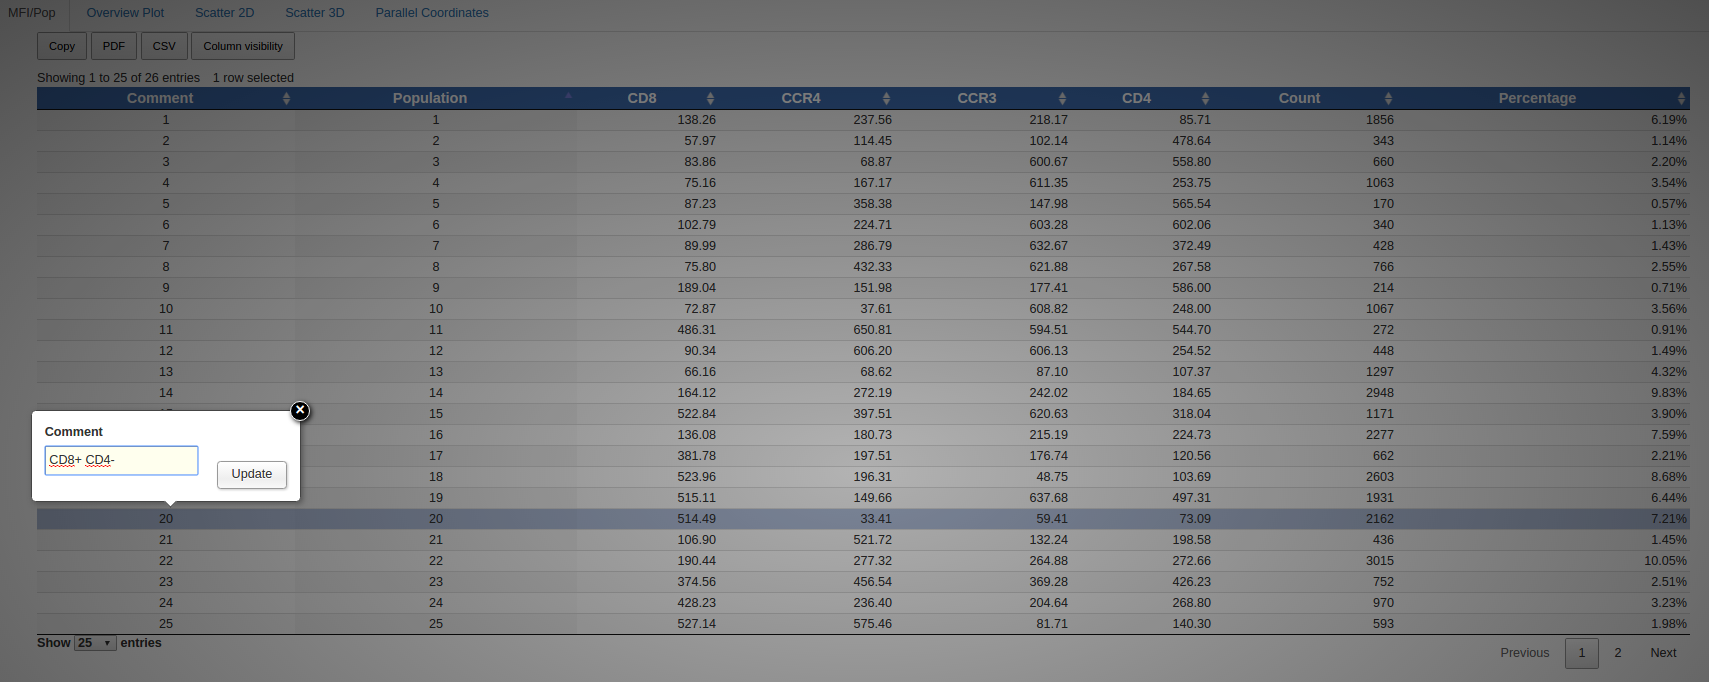 MFI/Pop Overview Plot Scatter 2D Scatter 3D Parallel Coordinates
Copy PDF CSV Column visibility
Showing 1 to 25 of 26 entries 1 row selected
Comment Population CD8 CCR4 CCR3 CD4 Count Percentage
1 1 138.26 237.56 218.17 85.71 1856 6.19%
2 2 57.97 114.45 102.14 478.64 343 1.14%
3 3 83.86 68.87 600.67 558.80 660 2.20%
4 4 75.16 167.17 611.35 253.75 1063 3.54%
5 5 87.23 358.38 147.98 565.54 170 0.57%
6 6 102.79 224.71 603.28 602.06 340 1.13%
7 7 89.99 286.79 632.67 372.49 428 1.43%
8 8 75.80 432.33 621.88 267.58 766 2.55%
9 9 189.04 151.98 177.41 586.00 214 0.71%
10 10 72.87 37.61 608.82 248.00 1067 3.56%
11 11 486.31 650.81 594.51 544.70 272 0.91%
12 12 90.34 606.20 606.13 254.52 448 1.49%
13 13 66.16 68.62 87.10 107.37 1297 4.32%
14 14 164.12 272.19 242.02 184.65 2948 9.83%
15 522.84 397.51 620.63 318.04 1171 3.90%
Comment
16 136.08 180.73 215.19 224.73 2277 7.59%
CD8+ CD4-
17 381.78 197.51 176.74 120.56 662 2.21%
Update
18 523.96 196.31 48.75 103.69 2603 8.68%
19 515.11 149.66 637.68 497.31 1931 6.44%
20 20 514.49 33.41 59.41 73.09 2162 7.21%
21 21 106.90 521.72 132.24 198.58 436 1.45%
22 22 190.44 277.32 264.88 272.66 3015 10.05%
23 23 374.56 456.54 369.28 426.23 752 2.51%
24 24 428.23 236.40 204.64 268.80 970 3.23%
25 25 527.14 575.46 81.71 140.30 593 1.98%
Show 25 entries
Previous 1 2 Next